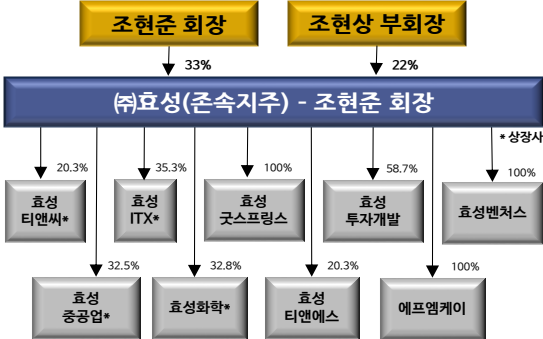 조현준 회장
조현상 부회장
33%
22%
㈜효성(존속지주) - 조현준 회장
* 상장사
20.3%
35.3%
100%
58.7%
100%
효성
티앤씨*
효성
ITX*
효성
굿스프링스
효성
투자개발
효성벤처스
32.5%
32.8%
20.3%
100%
효성
중공업*
효성화학*
효성
티앤에스
에프엠케이